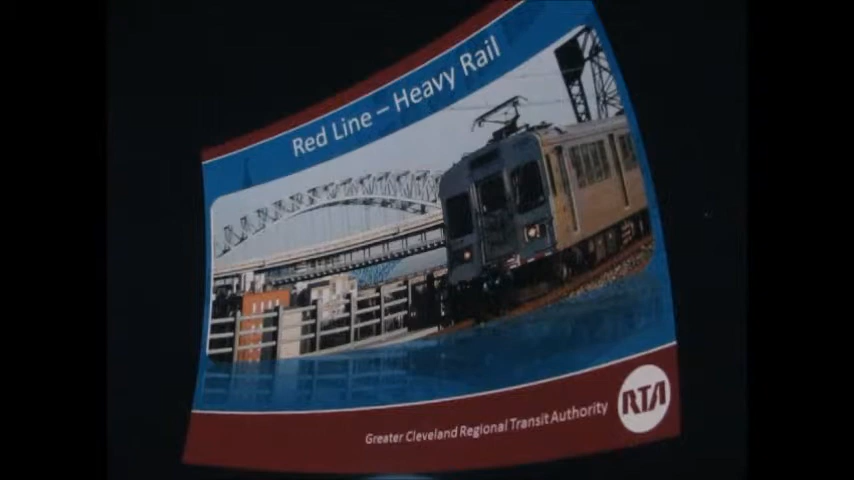 Red Line – Heavy Rail
Greater Cleveland Regional Transit Authority
RTA